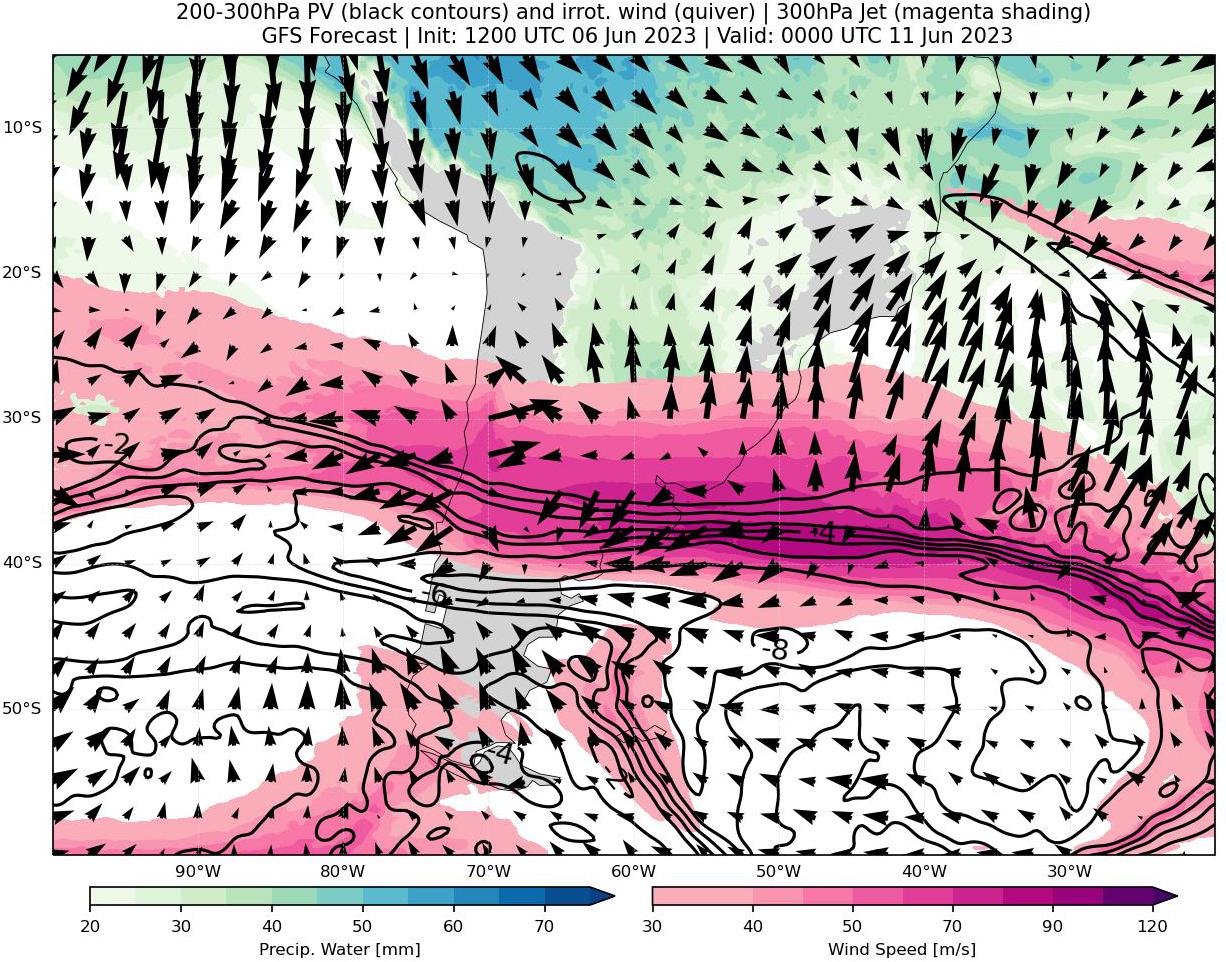 200-300hPa PV (black contours) and irrot. wind (quiver) | 300hPa Jet (magenta shading)
GFS Forecast | Init: 1200 UTC 06 Jun 2023 | Valid: 0000 UTC 11 Jun 2023
10°S
20°S
30°S
-2
-4
40°S
6
-8
50°S
-4
-2
90°W 80°W 70°W 60°W 50°W 40°W 30°W
20 30 40 50 60 70
30 40 50 70 90 120
Precip. Water [mm]
Wind Speed [m/s]